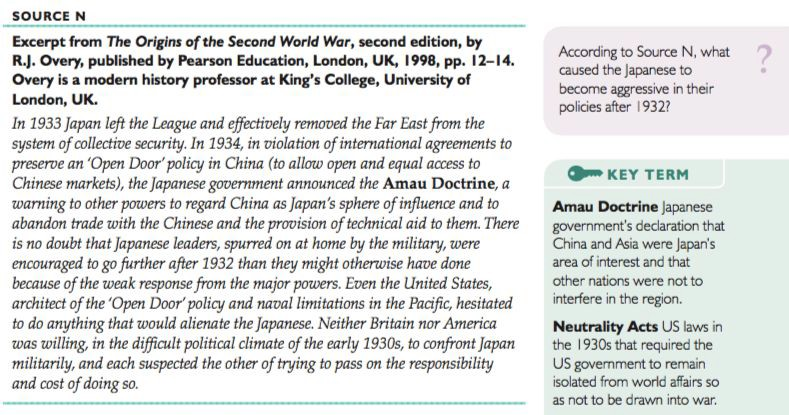 SOURCE N
Excerpt from The Origins of the Second World War, second edition, by
R.J. Overy, published by Pearson Education, London, UK, 1998, pp. 12–14.
Overy is a modern history professor at King's College, University of
London, UK.
In 1933 Japan left the League and effectively removed the Far East from the
system of collective security. In 1934, in violation of international agreements to
preserve an 'Open Door' policy in China (to allow open and equal access to
Chinese markets), the Japanese government announced the Amau Doctrine, a
warning to other powers to regard China as Japan's sphere of influence and to
abandon trade with the Chinese and the provision of technical aid to them. There
is no doubt that Japanese leaders, spurred on at home by the military, were
encouraged to go further after 1932 than they might otherwise have done
because of the weak response from the major powers. Even the United States,
architect of the 'Open Door' policy and naval limitations in the Pacific, hesitated
to do anything that would alienate the Japanese. Neither Britain nor America
was willing, in the difficult political climate of the early 1930s, to confront Japan
militarily, and each suspected the other of trying to pass on the responsibility
and cost of doing so.
According to Source N, what
caused the Japanese to
become aggressive in their
policies after 1932?
?
KEY TERM
Amau Doctrine Japanese
government's declaration that
China and Asia were Japan's
area of interest and that
other nations were not to
interfere in the region.
Neutrality Acts US laws in
the 1930s that required the
US government to remain
isolated from world affairs so
as not to be drawn into war.